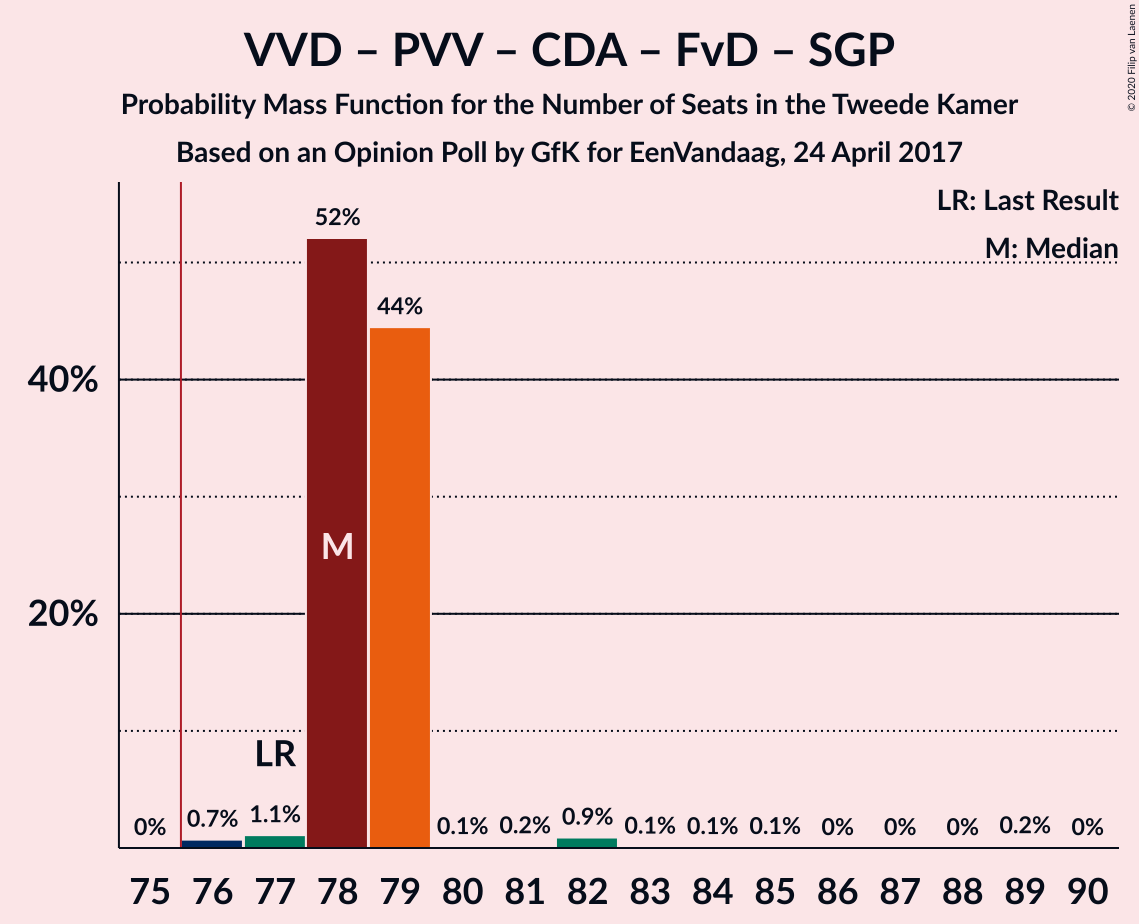 VVD – PVV – CDA – FvD – SGP
Probability Mass Function for the Number of Seats in the Tweede Kamer
Based on an Opinion Poll by GfK for EenVandaag, 24 April 2017
© 2020 Filip van Laenen
LR: Last Result
M: Median
52%
44%
40%
M
20%
LR
0% 0.7% 1.1% 0.1% 0.2% 0.9% 0.1% 0.1% 0.1% 0% 0% 0% 0.2% 0%
75 76 77 78 79 80 81 82 83 84 85 86 87 88 89 90